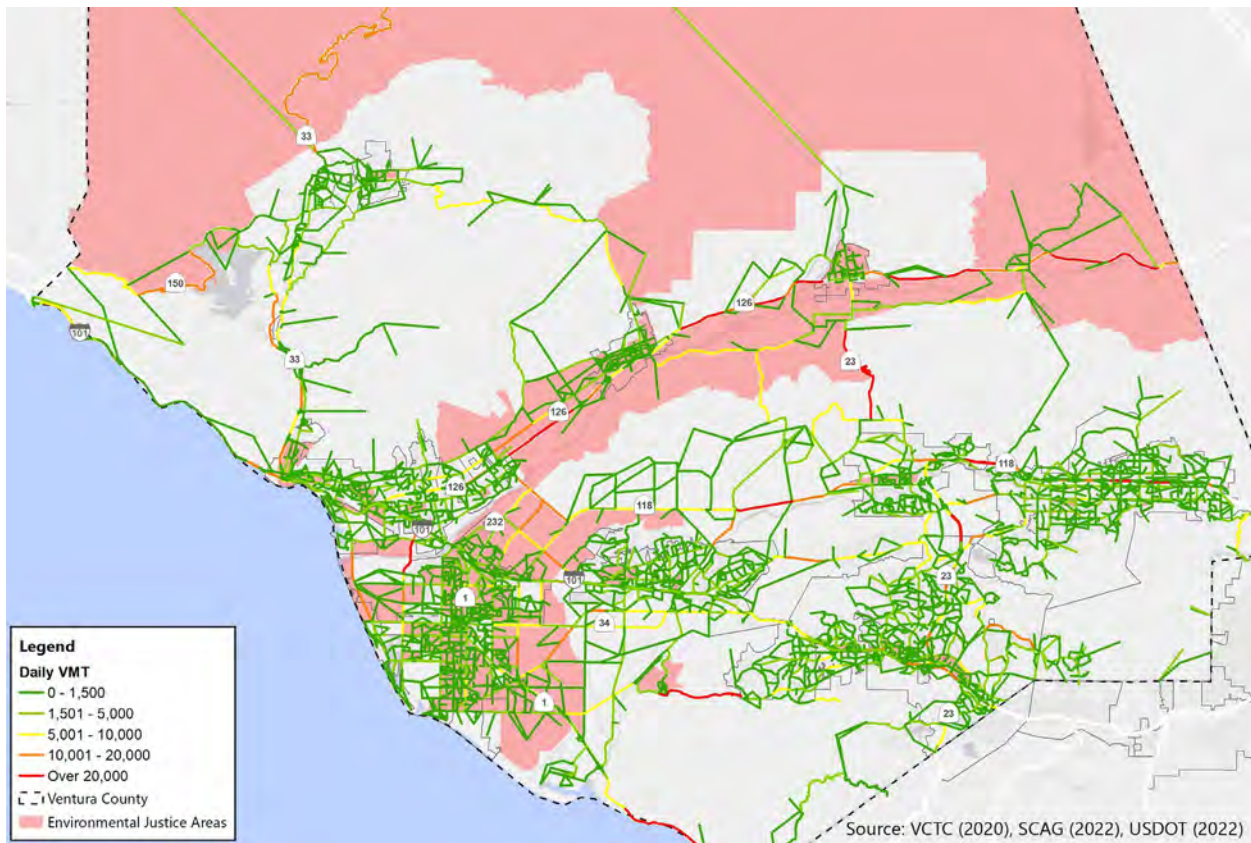 33
150
101
33
126
23
126
126
118
118
232
101
101
1
34
23
1
23
Legend
Daily VMT
0 - 1,500
1,501 - 5,000
5,001 - 10,000
10,001 - 20,000
Over 20,000
Ventura County
Environmental Justice Areas
Source: VCTC (2020), SCAG (2022), USDOT (2022)